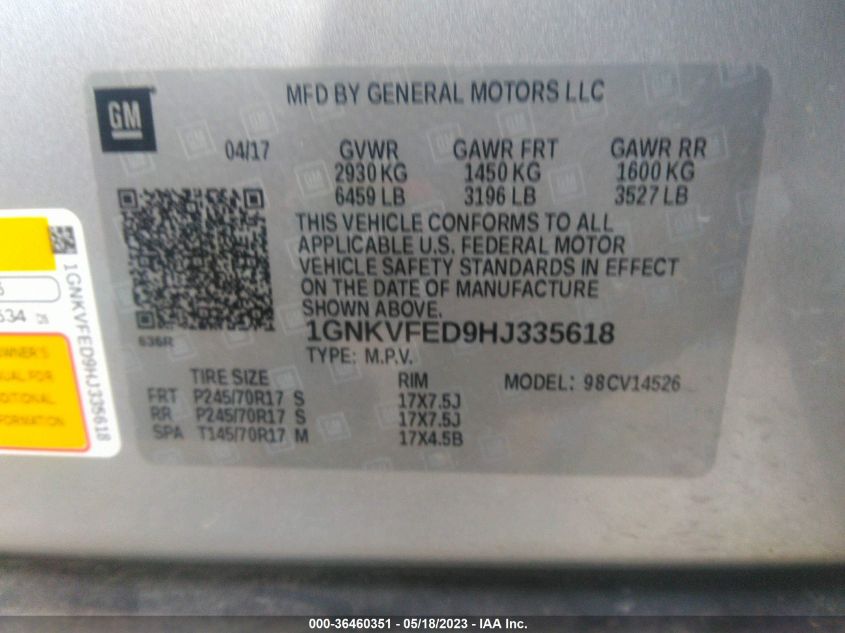 GM
MFD BY GENERAL MOTORS LLC
04/17 GVWR GAWR FRT GAWR RR
2930 KG 1450 KG 1600 KG
6459 LB 3196 LB 3527 LB
THIS VEHICLE CONFORMS TO ALL
APPLICABLE U.S. FEDERAL MOTOR
VEHICLE SAFETY STANDARDS IN EFFECT
ON THE DATE OF MANUFACTURE
SHOWN ABOVE.
1GNKVFED9HJ335618
636R
TYPE: M.P.V.
TIRE SIZE RIM MODEL: 98CV14526
FRT P245/70R17 S 17X7.5J
RR P245/70R17 S 17X7.5J
SPA T145/70R17 M 17X4.5B
1GNKVFED9HJ335618
634
FOR
000-36460351 - 05/18/2023 - IAA Inc.